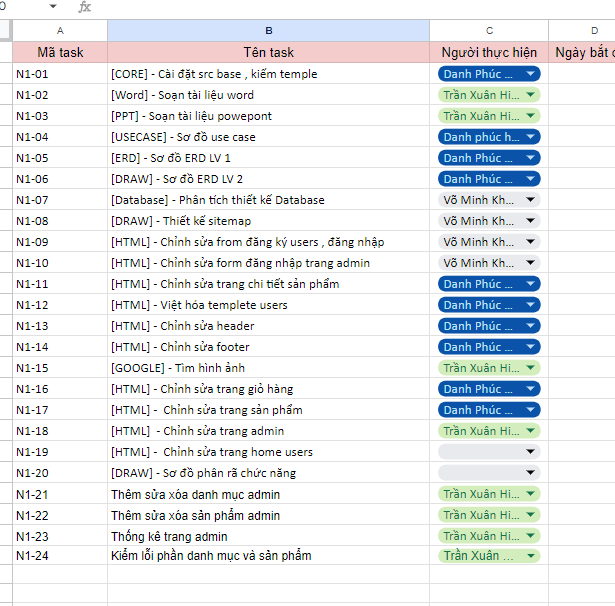 fx
A B C D
Mã task Tên task Người thực hiện Ngày bắt
N1-01 [CORE] - Cài đặt src base , kiếm temple Danh Phúc ...
N1-02 [Word] - Soạn tài liệu word Trần Xuân Hi...
N1-03 [PPT] - Soạn tài liệu powepont Trần Xuân Hi...
N1-04 [USECASE] - Sơ đồ use case Danh phúc h...
N1-05 [ERD] - Sơ đồ ERD LV 1 Danh Phúc ...
N1-06 [DRAW] - Sơ đồ ERD LV 2 Danh Phúc ...
N1-07 [Database] - Phân tích thiết kế Database Võ Minh Kh...
N1-08 [DRAW] - Thiết kế sitemap Võ Minh Kh...
N1-09 [HTML] - Chỉnh sửa from đăng ký users , đăng nhập Võ Minh Kh...
N1-10 [HTML] - Chỉnh sửa form đăng nhập trang admin Võ Minh Kh...
N1-11 [HTML] - Chỉnh sửa trang chi tiết sản phẩm Danh Phúc ...
N1-12 [HTML] - Việt hóa templete users Danh Phúc ...
N1-13 [HTML] - Chỉnh sửa header Danh Phúc ...
N1-14 [HTML] - Chỉnh sửa footer Danh Phúc ...
N1-15 [GOOGLE] - Tìm hình ảnh Trần Xuân Hi...
N1-16 [HTML] - Chỉnh sửa trang giỏ hàng Danh Phúc ...
N1-17 [HTML] - Chỉnh sửa trang sản phẩm Danh Phúc ...
N1-18 [HTML] - Chỉnh sửa trang admin Trần Xuân Hi...
N1-19 [HTML] - Chỉnh sửa trang home users
N1-20 [DRAW] - Sơ đồ phân rã chức năng
N1-21 Thêm sửa xóa danh mục admin Trần Xuân Hi...
N1-22 Thêm sửa xóa sản phẩm admin Trần Xuân Hi...
N1-23 Thống kê trang admin Trần Xuân Hi...
N1-24 Kiểm lỗi phần danh mục và sản phẩm Trần Xuân ...